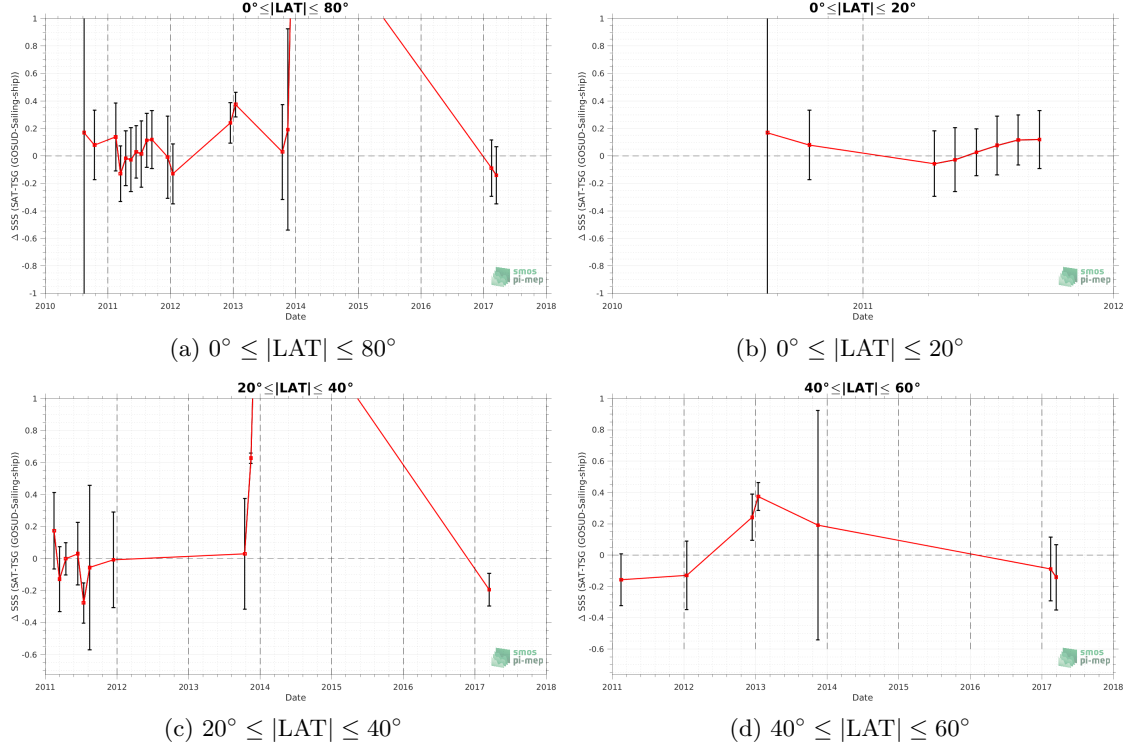 0°≤|LAT|≤ 80°
Δ SSS (SAT-TSG (GOSUD-Sailing-ship))
1
0.8
0.6
0.4
0.2
0
-0.2
-0.4
-0.6
-0.8
-1
2010 2011 2012 2013 2014 2015 2016 2017 2018
Date
smos
pi-mep
(a) 0° ≤ |LAT| ≤ 80°
0°≤|LAT|≤ 20°
Δ SSS (SAT-TSG (GOSUD-Sailing-ship))
1
0.8
0.6
0.4
0.2
0
-0.2
-0.4
-0.6
-0.8
-1
2010 2011 2012
Date
smos
pi-mep
(b) 0° ≤ |LAT| ≤ 20°
20°≤|LAT|≤ 40°
Δ SSS (SAT-TSG (GOSUD-Sailing-ship))
1
0.8
0.6
0.4
0.2
0
-0.2
-0.4
-0.6
2011 2012 2013 2014 2015 2016 2017 2018
Date
smos
pi-mep
(c) 20° ≤ |LAT| ≤ 40°
40°≤|LAT|≤ 60°
Δ SSS (SAT-TSG (GOSUD-Sailing-ship))
1
0.8
0.6
0.4
0.2
0
-0.2
-0.4
-0.6
2011 2012 2013 2014 2015 2016 2017 2018
Date
smos
pi-mep
(d) 40° ≤ |LAT| ≤ 60°